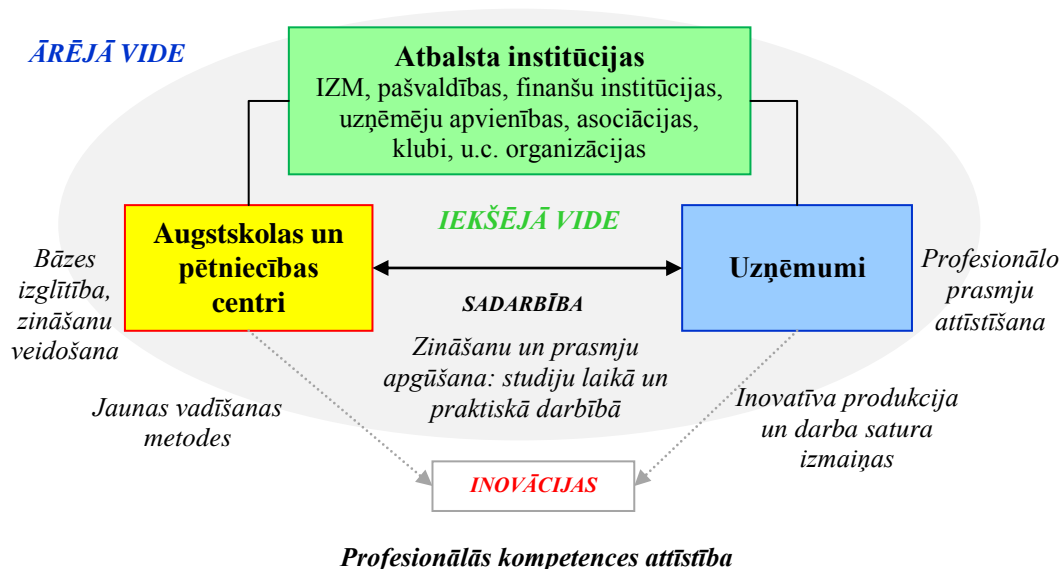 ĀRĒJĀ VIDE
Atbalsta institūcijas
IZM, pašvaldības, finanšu institūcijas,
uzņēmēju apvienības, asociācijas,
klubi, u.c. organizācijas
IEKŠĒJĀ VIDE
Augstskolas un
pētniecības
centri
Uzņēmumi
Bāzes
izglītība,
zināšanu
veidošana
Profesionālo
prasmju
attīstīšana
SADARBĪBA
Zināšanu un prasmju
apgūšana: studiju laikā un
praktiskā darbībā
Jaunas vadīšanas
metodes
Inovatīva produkcija
un darba satura
izmaiņas
INOVĀCIJAS
Profesionālās kompetences attīstība